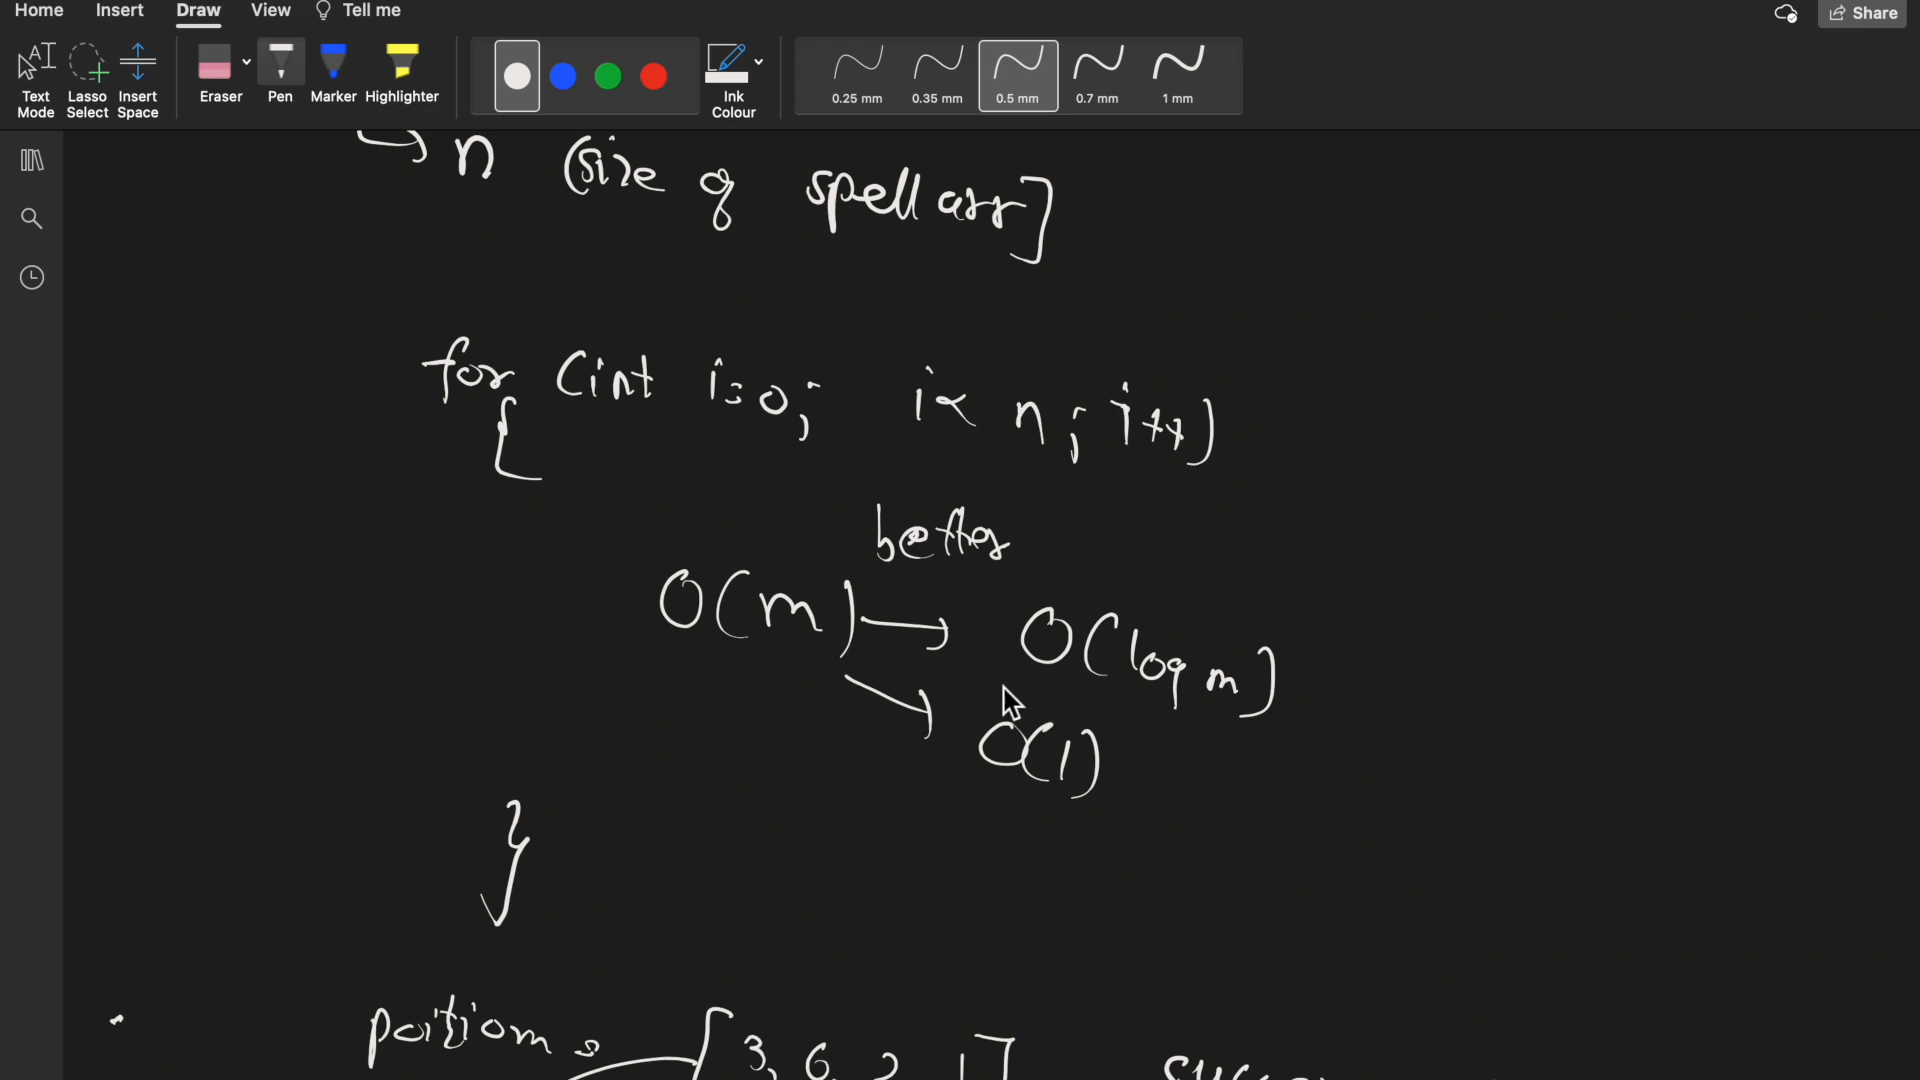 Home Insert Draw View Tell me Share
Text Mode
Lasso Select
Insert Space
Eraser
Pen
Marker
Highlighter
Ink Colour
0.25 mm
0.35 mm
0.5 mm
0.7 mm
1 mm
n (size of spell arr]
for (int i=0; i< n; i++)
{
better
O(m) → O(log m)
→ O(1)
}
potions [3, 6, 2, 1]